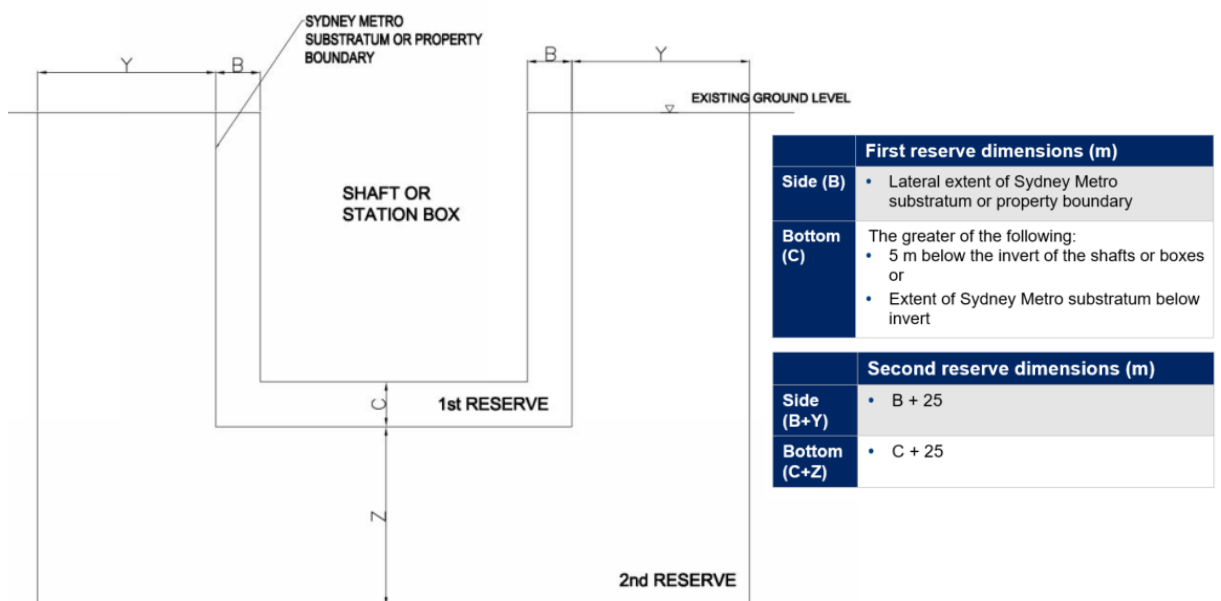 SYDNEY METRO
SUBSTRATUM OR PROPERTY
BOUNDARY
Y
B
B
Y
EXISTING GROUND LEVEL
SHAFT OR
STATION BOX
C
1st RESERVE
Z
2nd RESERVE
First reserve dimensions (m)
Side (B)
• Lateral extent of Sydney Metro
substratum or property boundary
Bottom
(C)
The greater of the following:
• 5 m below the invert of the shafts or boxes
or
• Extent of Sydney Metro substratum below
invert
Second reserve dimensions (m)
Side
(B+Y)
• B + 25
Bottom
(C+Z)
• C + 25